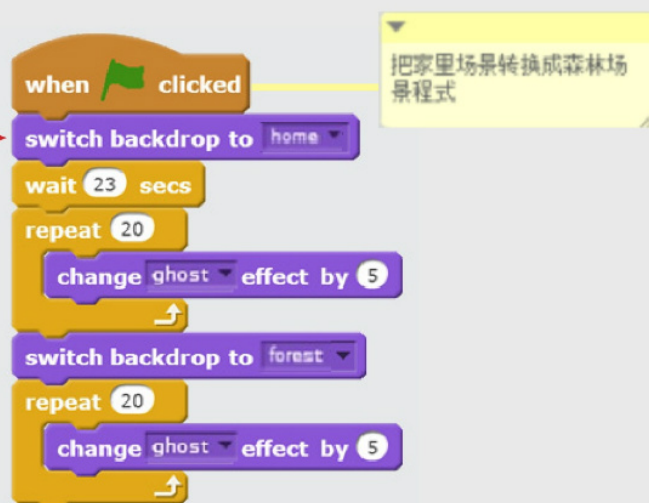 when clicked
把家里场景转换成森林场
景程式
switch backdrop to home
wait 23 secs
repeat 20
change ghost effect by 5
switch backdrop to forest
repeat 20
change ghost effect by 5